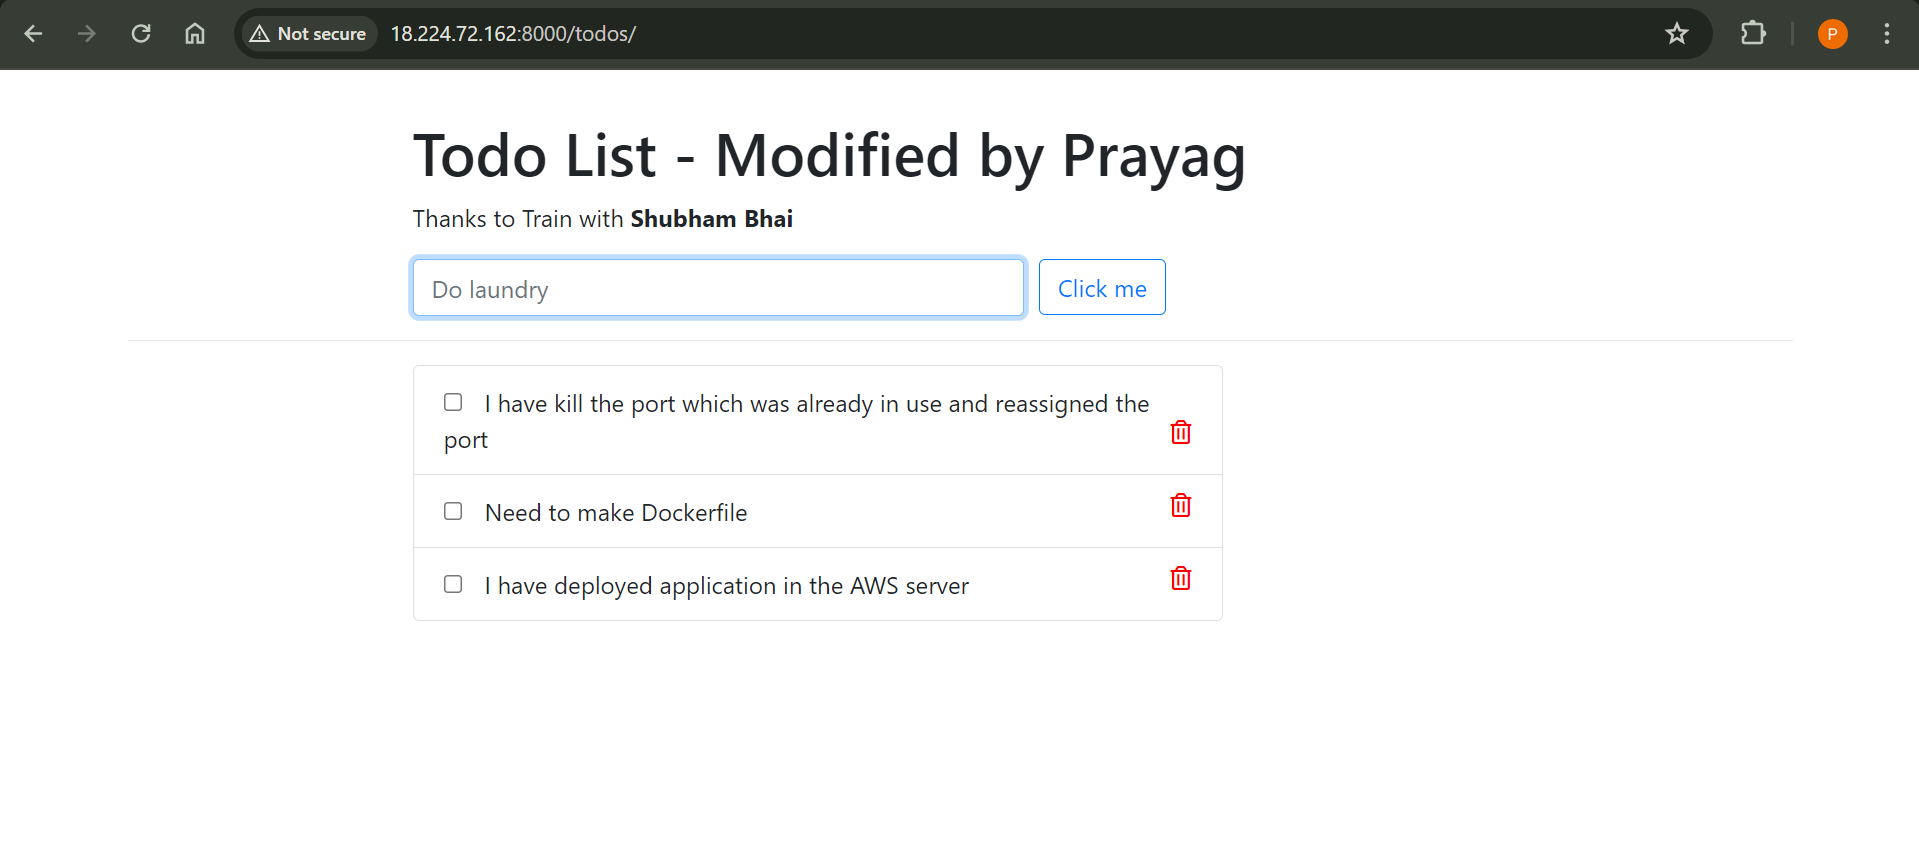 Not secure 18.224.72.162:8000/todos/ P
Todo List - Modified by Prayag
Thanks to Train with Shubham Bhai
Do laundry Click me
I have kill the port which was already in use and reassigned the
port
Need to make Dockerfile
I have deployed application in the AWS server